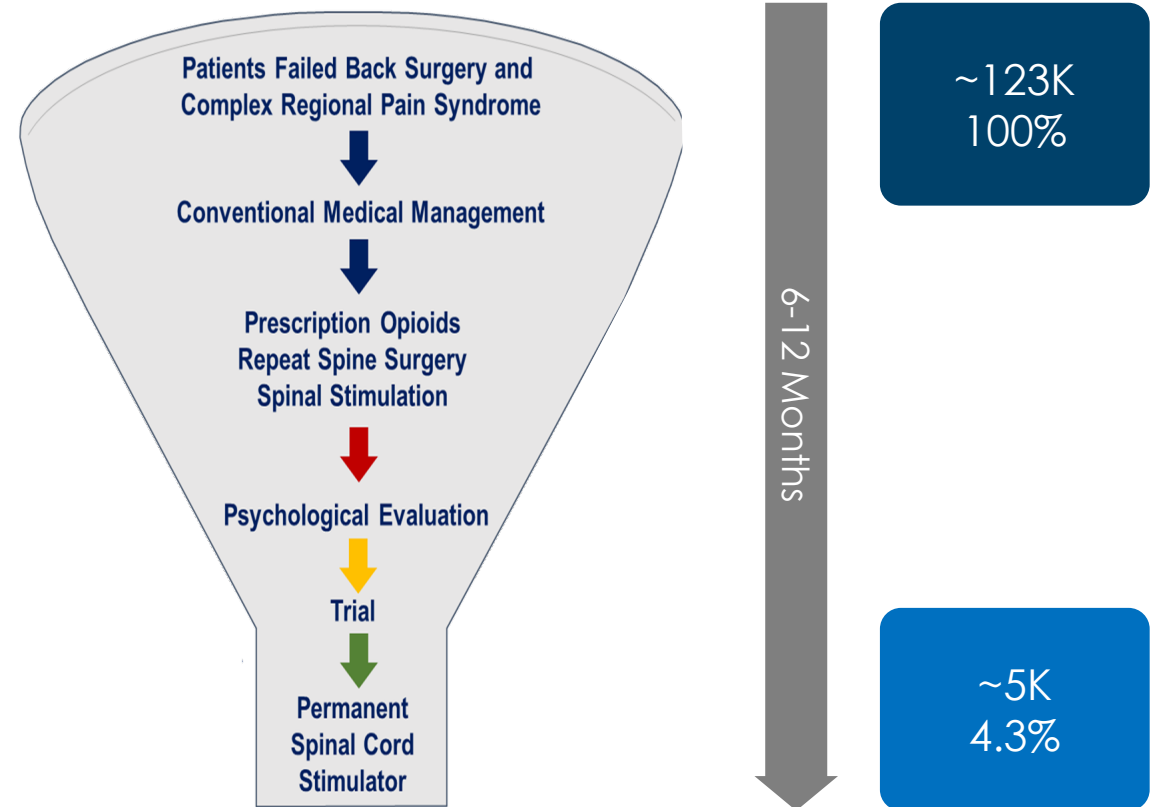 Patients Failed Back Surgery and
Complex Regional Pain Syndrome
Conventional Medical Management
Prescription Opioids
Repeat Spine Surgery
Spinal Stimulation
Psychological Evaluation
Trial
Permanent
Spinal Cord
Stimulator
6-12 Months
~123K
100%
~5K
4.3%